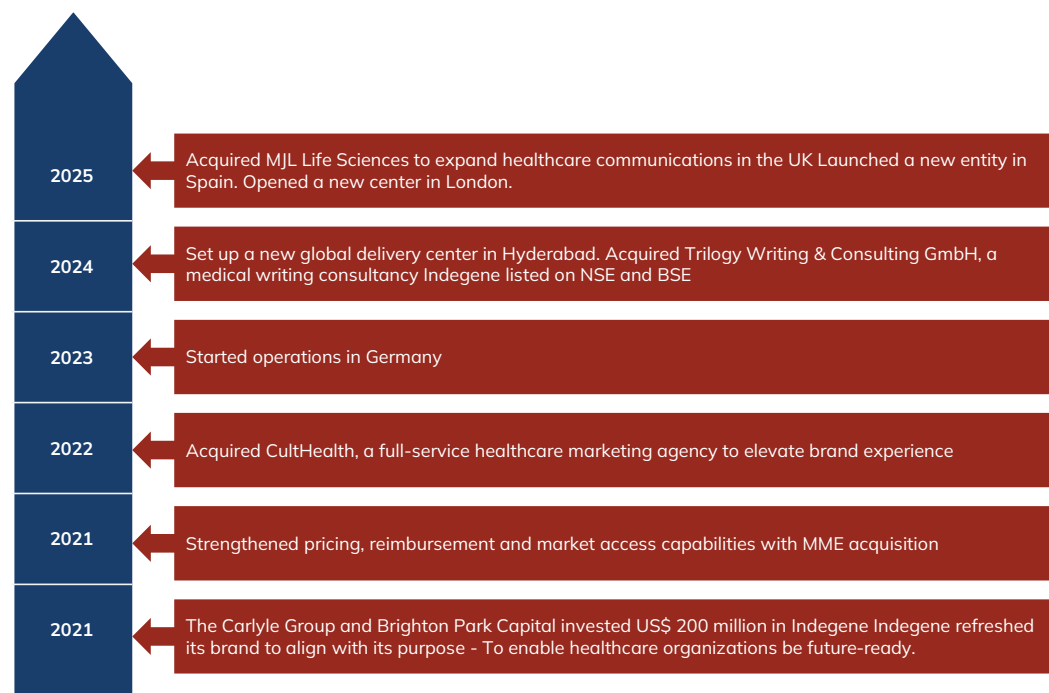 2025
Acquired MJL Life Sciences to expand healthcare communications in the UK Launched a new entity in
Spain. Opened a new center in London.
2024
Set up a new global delivery center in Hyderabad. Acquired Trilogy Writing & Consulting GmbH, a
medical writing consultancy Indegene listed on NSE and BSE
2023
Started operations in Germany
2022
Acquired CultHealth, a full-service healthcare marketing agency to elevate brand experience
2021
Strengthened pricing, reimbursement and market access capabilities with MME acquisition
2021
The Carlyle Group and Brighton Park Capital invested US$ 200 million in Indegene Indegene refreshed
its brand to align with its purpose - To enable healthcare organizations be future-ready.